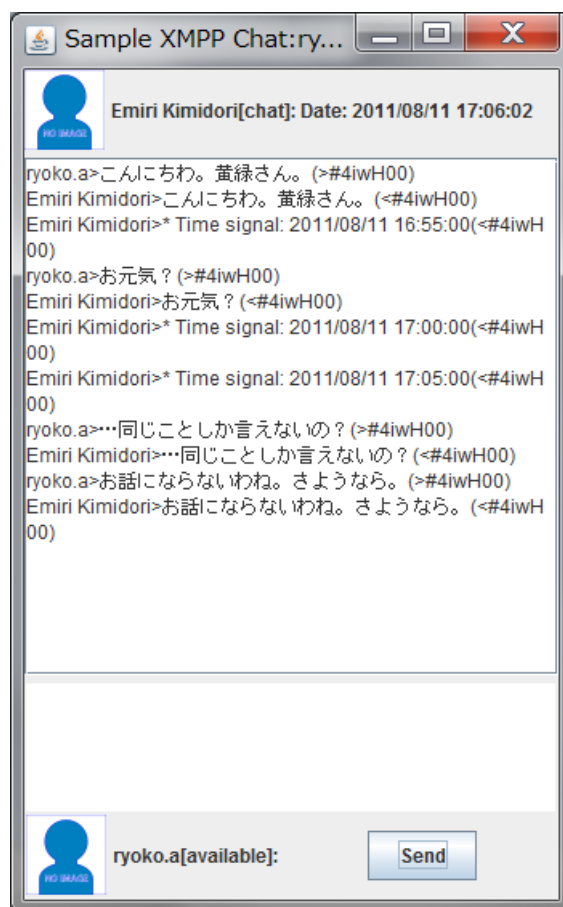 Sample XMPP Chat:ry...
NO IMAGE
Emiri Kimidori[chat]: Date: 2011/08/11 17:06:02
ryoko.a>こんにちわ。黄緑さん。(>#4iwH00)
Emiri Kimidori>こんにちわ。黄緑さん。(<#4iwH00)
Emiri Kimidori>* Time signal: 2011/08/11 16:55:00(<#4iwH
00)
ryoko.a>お元気？(>#4iwH00)
Emiri Kimidori>お元気？(<#4iwH00)
Emiri Kimidori>* Time signal: 2011/08/11 17:00:00(<#4iwH
00)
Emiri Kimidori>* Time signal: 2011/08/11 17:05:00(<#4iwH
00)
ryoko.a>…同じことしか言えないの？(>#4iwH00)
Emiri Kimidori>…同じことしか言えないの？(<#4iwH00)
ryoko.a>お話にならないわね。さようなら。(>#4iwH00)
Emiri Kimidori>お話にならないわね。さようなら。(<#4iwH
00)
NO IMAGE
ryoko.a[available]:
Send